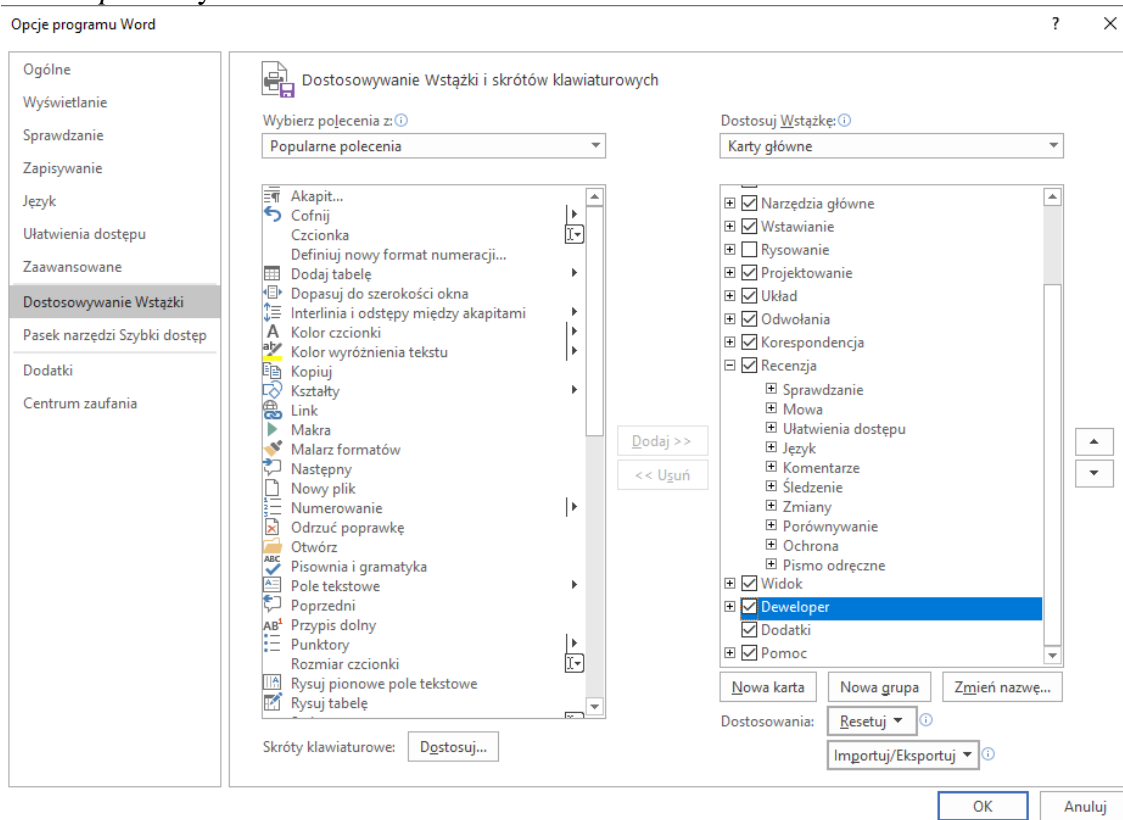 Opcje programu Word
?
Ogólne
Wyświetlanie
Sprawdzanie
Zapisywanie
Język
Ułatwienia dostępu
Zaawansowane
Dostosowywanie Wstążki
Pasek narzędzi Szybki dostęp
Dodatki
Centrum zaufania
Dostosowywanie Wstążki i skrótów klawiaturowych
Wybierz polecenia z:
Popularne polecenia
Akapit...
Cofnij
Czcionka
Definiuj nowy format numeracji...
Dodaj tabelę
Dopasuj do szerokości okna
Interlinia i odstępy między akapitami
Kolor czcionki
Kolor wyróżnienia tekstu
Kopiuj
Kształty
Link
Makra
Malarz formatów
Następny
Nowy plik
Numerowanie
Odrzuć poprawkę
Otwórz
Pisownia i gramatyka
Pole tekstowe
Poprzedni
Przypis dolny
Punktory
Rozmiar czcionki
Rysuj pionowe pole tekstowe
Rysuj tabelę
Skróty klawiaturowe: Dostosuj...
Dodaj >>
<< Usuń
Dostosuj Wstążkę:
Karty główne
Narzędzia główne
Wstawianie
Rysowanie
Projektowanie
Układ
Odwołania
Korespondencja
Recenzja
Sprawdzanie
Mowa
Ułatwienia dostępu
Język
Komentarze
Śledzenie
Zmiany
Porównywanie
Ochrona
Pismo odręczne
Widok
Deweloper
Dodatki
Pomoc
Nowa karta Nowa grupa Zmień nazwę...
Dostosowania: Resetuj
Importuj/Eksportuj
OK Anuluj